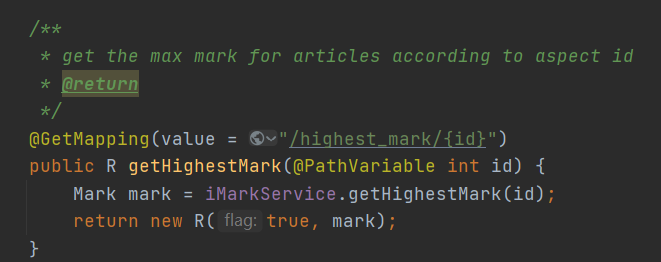 /**
 * get the max mark for articles according to aspect id
 * @return
 */
@GetMapping(value = "/highest_mark/{id}")
public R getHighestMark(@PathVariable int id) {
    Mark mark = iMarkService.getHighestMark(id);
    return new R( flag: true, mark);
}